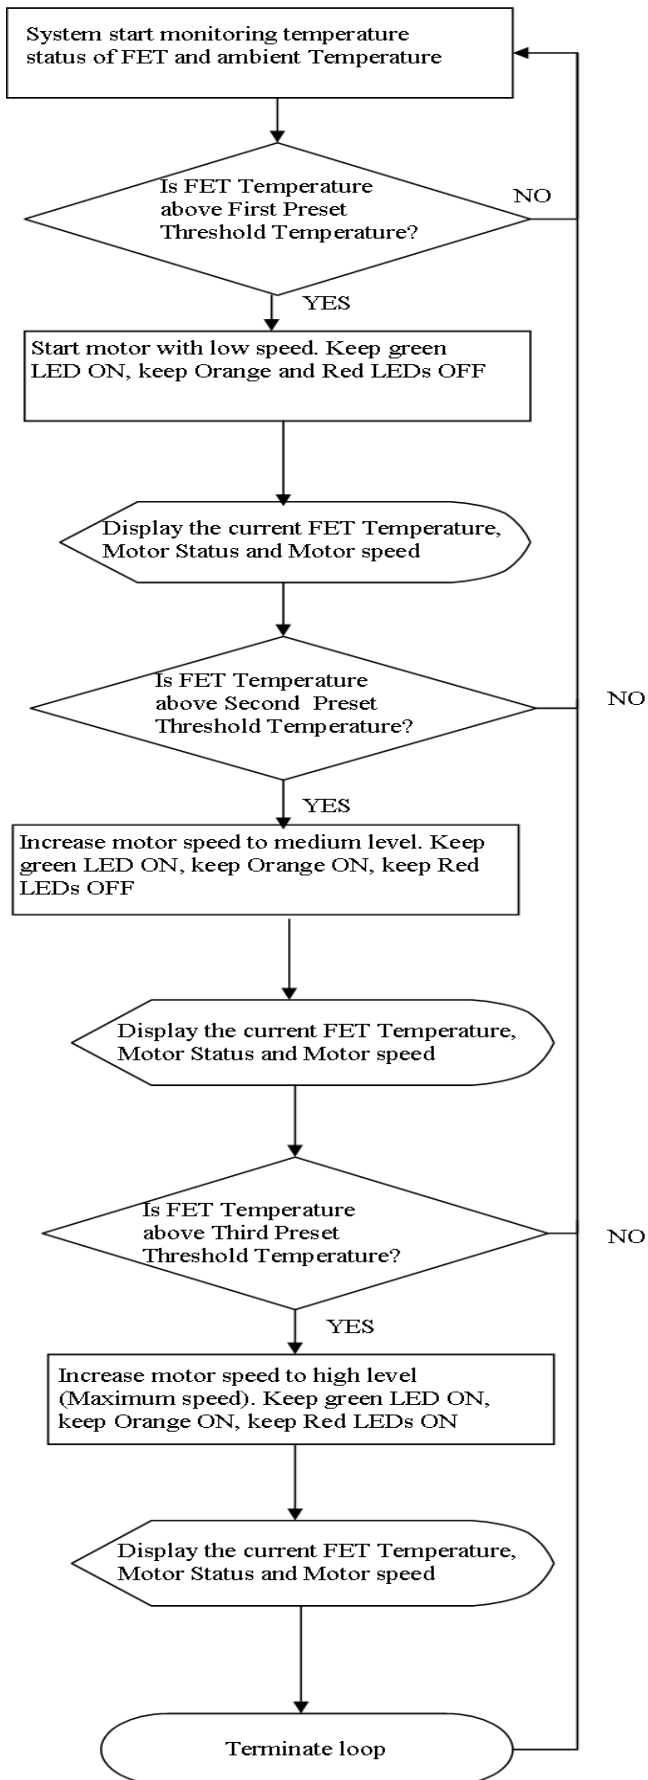 System start monitoring temperature
status of FET and ambient Temperature
Is FET Temperature
above First Preset
Threshold Temperature?
NO
YES
Start motor with low speed. Keep green
LED ON, keep Orange and Red LEDs OFF
Display the current FET Temperature,
Motor Status and Motor speed
Is FET Temperature
above Second  Preset
Threshold Temperature?
NO
YES
Increase motor speed to medium level. Keep
green LED ON, keep Orange ON, keep Red
LEDs OFF
Display the current FET Temperature,
Motor Status and Motor speed
Is FET Temperature
above Third Preset
Threshold Temperature?
NO
YES
Increase motor speed to high level
(Maximum speed). Keep green LED ON,
keep Orange ON, keep Red LEDs ON
Display the current FET Temperature,
Motor Status and Motor speed
Terminate loop